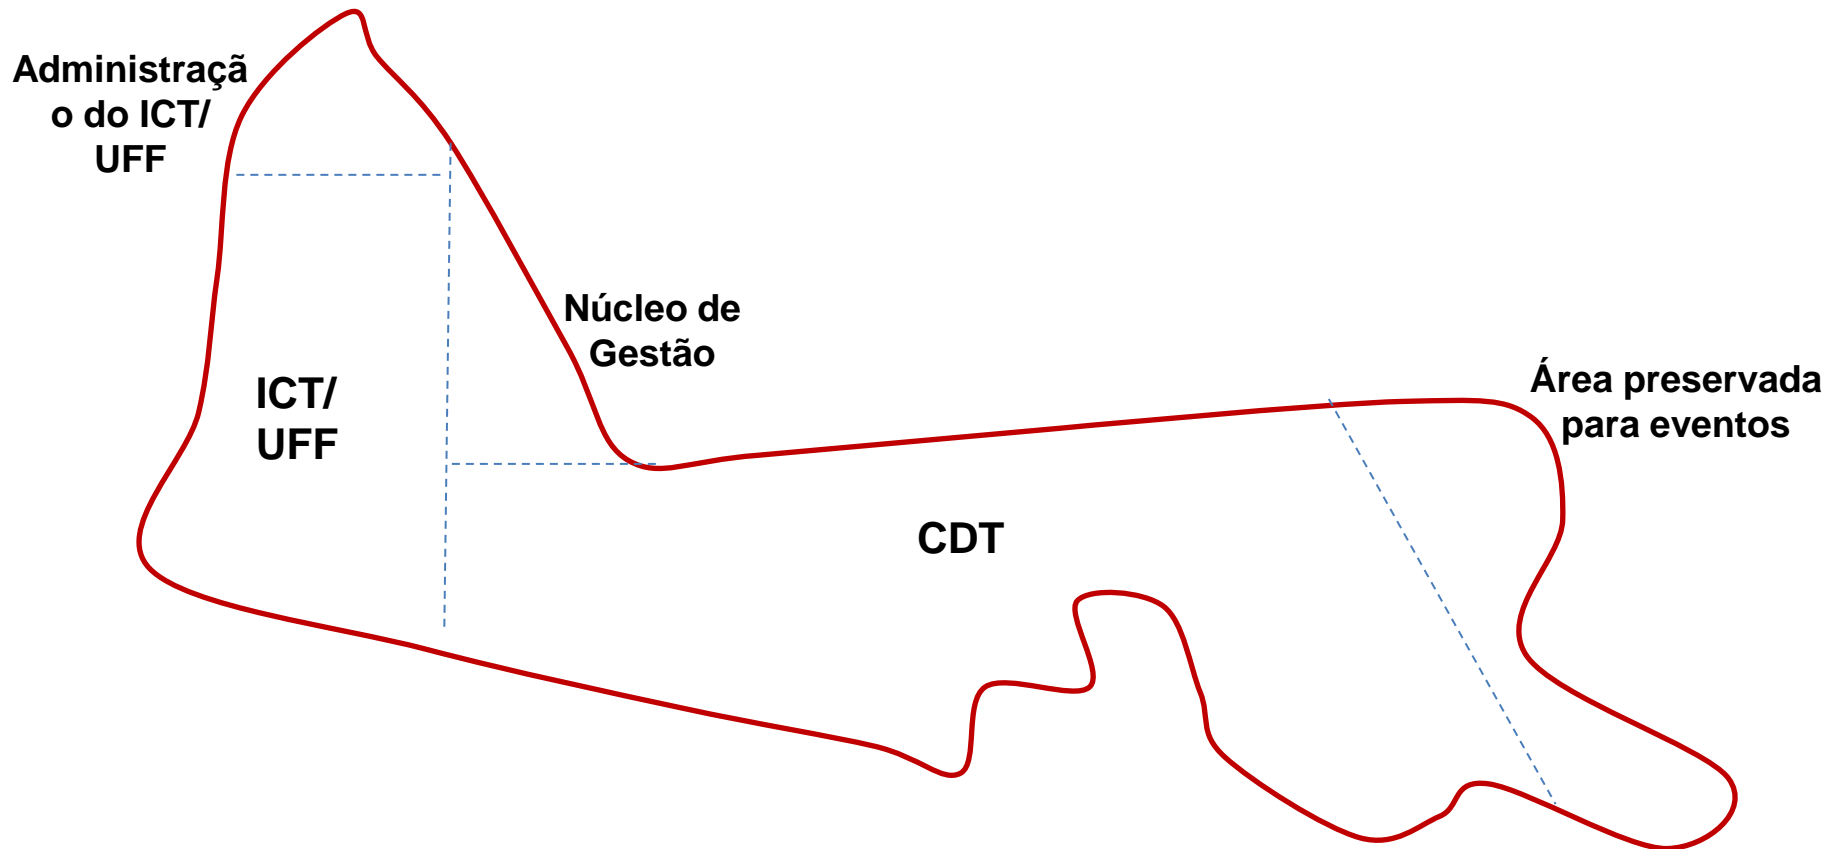 Administraçã
o do ICT/
UFF
Núcleo de
Gestão
ICT/
UFF
Área preservada
para eventos
CDT